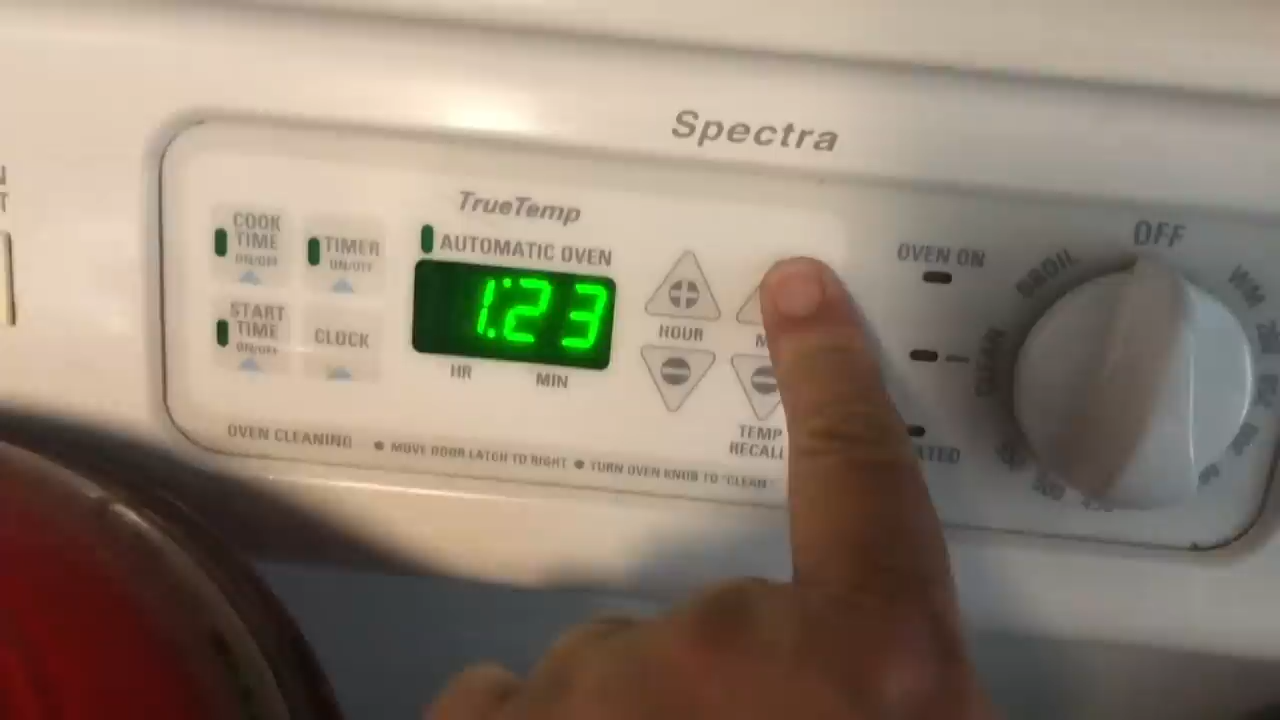 Spectra
TrueTemp
AUTOMATIC OVEN
COOK
TIME
ON/OFF
TIMER
ON/OFF
START
TIME
ON/OFF
CLOCK
1:23
HR MIN
HOUR
TEMP
RECALL
OVEN CLEANING • MOVE DOOR LATCH TO RIGHT • TURN OVEN KNOB TO "CLEAN"
OVEN ON
OFF
BROIL
CLEAN
WM